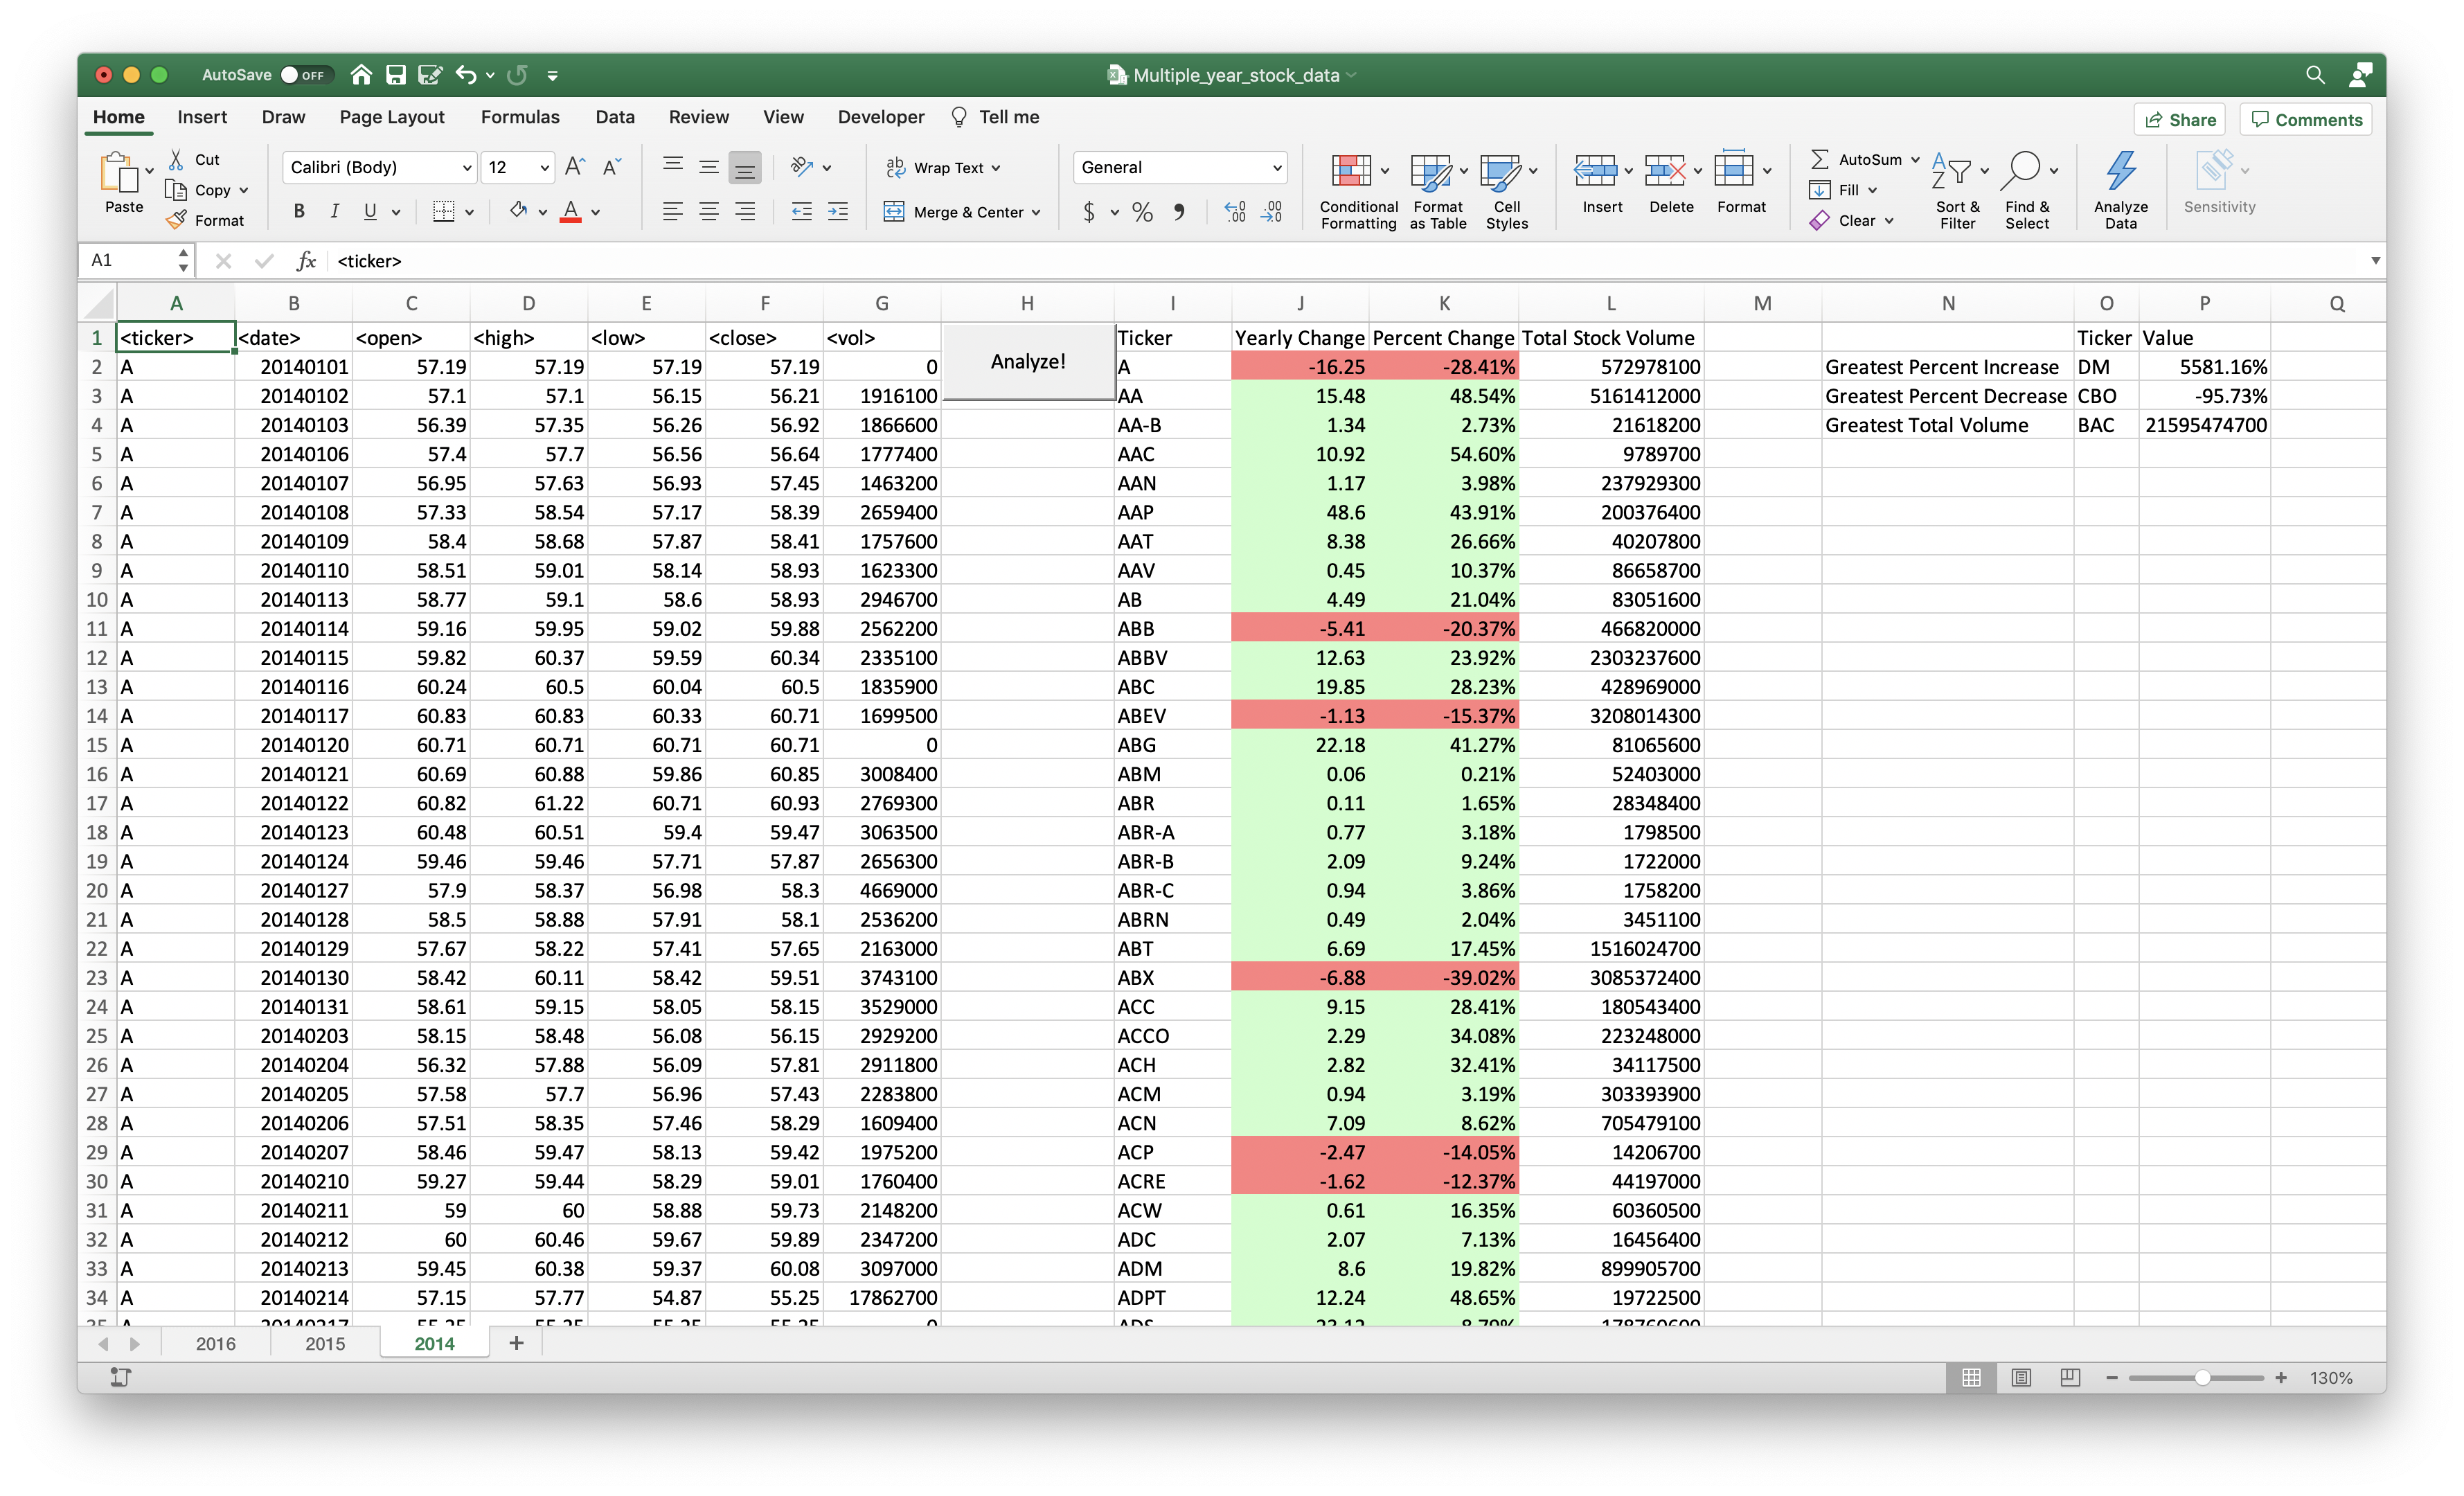 AutoSave OFF Multiple_year_stock_data
Home Insert Draw Page Layout Formulas Data Review View Developer Tell me Share Comments
Paste Cut Copy Format
Calibri (Body) 12 A A
B I U A
ab Wrap Text
Merge & Center
General
$ % 9 .00 .00
Conditional Formatting Format as Table Cell Styles Insert Delete Format
AutoSum Fill Clear
Sort & Filter Find & Select Analyze Data Sensitivity
A1 fx <ticker>
A B C D E F G H I J K L M N O P Q
1 <ticker> <date> <open> <high> <low> <close> <vol> Analyze! Ticker Yearly Change Percent Change Total Stock Volume Ticker Value
2 A 20140101 57.19 57.19 57.19 57.19 0 A -16.25 -28.41% 572978100 Greatest Percent Increase DM 5581.16%
3 A 20140102 57.1 57.1 56.15 56.21 1916100 AA 15.48 48.54% 5161412000 Greatest Percent Decrease CBO -95.73%
4 A 20140103 56.39 57.35 56.26 56.92 1866600 AA-B 1.34 2.73% 21618200 Greatest Total Volume BAC 21595474700
5 A 20140106 57.4 57.7 56.56 56.64 1777400 AAC 10.92 54.60% 9789700
6 A 20140107 56.95 57.63 56.93 57.45 1463200 AAN 1.17 3.98% 237929300
7 A 20140108 57.33 58.54 57.17 58.39 2659400 AAP 48.6 43.91% 200376400
8 A 20140109 58.4 58.68 57.87 58.41 1757600 AAT 8.38 26.66% 40207800
9 A 20140110 58.51 59.01 58.14 58.93 1623300 AAV 0.45 10.37% 86658700
10 A 20140113 58.77 59.1 58.6 58.93 2946700 AB 4.49 21.04% 83051600
11 A 20140114 59.16 59.95 59.02 59.88 2562200 ABB -5.41 -20.37% 466820000
12 A 20140115 59.82 60.37 59.59 60.34 2335100 ABBV 12.63 23.92% 2303237600
13 A 20140116 60.24 60.5 60.04 60.5 1835900 ABC 19.85 28.23% 428969000
14 A 20140117 60.83 60.83 60.33 60.71 1699500 ABEV -1.13 -15.37% 3208014300
15 A 20140120 60.71 60.71 60.71 60.71 0 ABG 22.18 41.27% 81065600
16 A 20140121 60.69 60.88 59.86 60.85 3008400 ABM 0.06 0.21% 52403000
17 A 20140122 60.82 61.22 60.71 60.93 2769300 ABR 0.11 1.65% 28348400
18 A 20140123 60.48 60.51 59.4 59.47 3063500 ABR-A 0.77 3.18% 1798500
19 A 20140124 59.46 59.46 57.71 57.87 2656300 ABR-B 2.09 9.24% 1722000
20 A 20140127 57.9 58.37 56.98 58.3 4669000 ABR-C 0.94 3.86% 1758200
21 A 20140128 58.5 58.88 57.91 58.1 2536200 ABRN 0.49 2.04% 3451100
22 A 20140129 57.67 58.22 57.41 57.65 2163000 ABT 6.69 17.45% 1516024700
23 A 20140130 58.42 60.11 58.42 59.51 3743100 ABX -6.88 -39.02% 3085372400
24 A 20140131 58.61 59.15 58.05 58.15 3529000 ACC 9.15 28.41% 180543400
25 A 20140203 58.15 58.48 56.08 56.15 2929200 ACCO 2.29 34.08% 223248000
26 A 20140204 56.32 57.88 56.09 57.81 2911800 ACH 2.82 32.41% 34117500
27 A 20140205 57.58 57.7 56.96 57.43 2283800 ACM 0.94 3.19% 303393900
28 A 20140206 57.51 58.35 57.46 58.29 1609400 ACN 7.09 8.62% 705479100
29 A 20140207 58.46 59.47 58.13 59.42 1975200 ACP -2.47 -14.05% 14206700
30 A 20140210 59.27 59.44 58.29 59.01 1760400 ACRE -1.62 -12.37% 44197000
31 A 20140211 59 60 58.88 59.73 2148200 ACW 0.61 16.35% 60360500
32 A 20140212 60 60.46 59.67 59.89 2347200 ADC 2.07 7.13% 16456400
33 A 20140213 59.45 60.38 59.37 60.08 3097000 ADM 8.6 19.82% 899905700
34 A 20140214 57.15 57.77 54.87 55.25 17862700 ADPT 12.24 48.65% 19722500
2016 2015 2014 +
130%